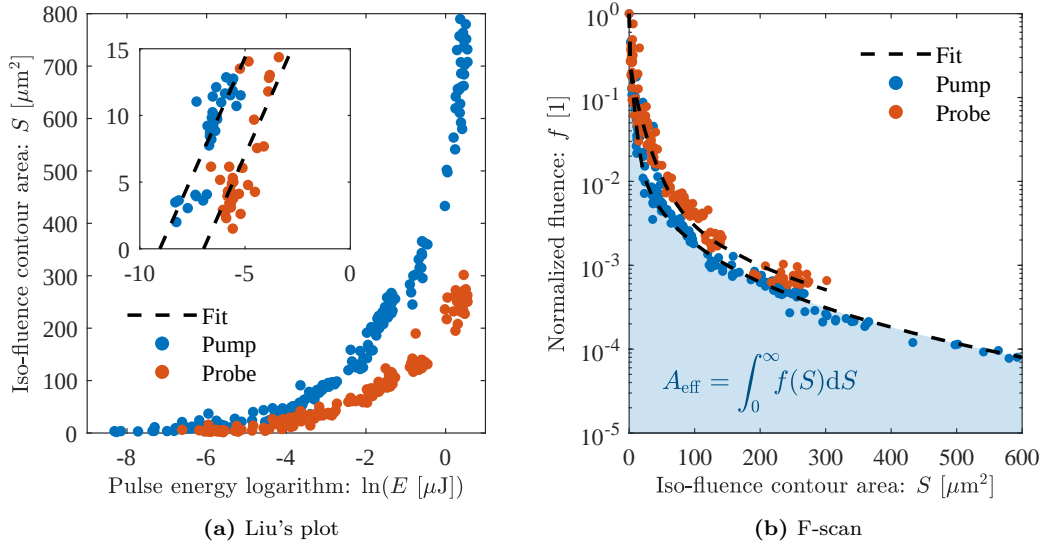 800
700
600
500
400
300
200
100
0
Iso-fluence contour area: S [μm²]
15
10
5
0
-10
-5
0
Fit
Pump
Probe
-8
-6
-4
-2
0
Pulse energy logarithm: ln(E [μJ])
(a) Liu's plot
10⁰
10⁻¹
10⁻²
10⁻³
10⁻⁴
10⁻⁵
Normalized fluence: f [1]
Fit
Pump
Probe
A_eff = ∫₀^∞ f(S)dS
0
100
200
300
400
500
600
Iso-fluence contour area: S [μm²]
(b) F-scan